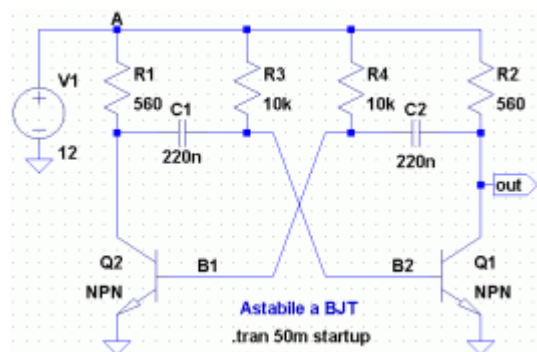 A
V1
12
R1
560
R3
10k
R4
10k
R2
560
C1
220n
C2
220n
out
Q2
NPN
B1
B2
Q1
NPN
Astabile a BJT
.tran 50m startup